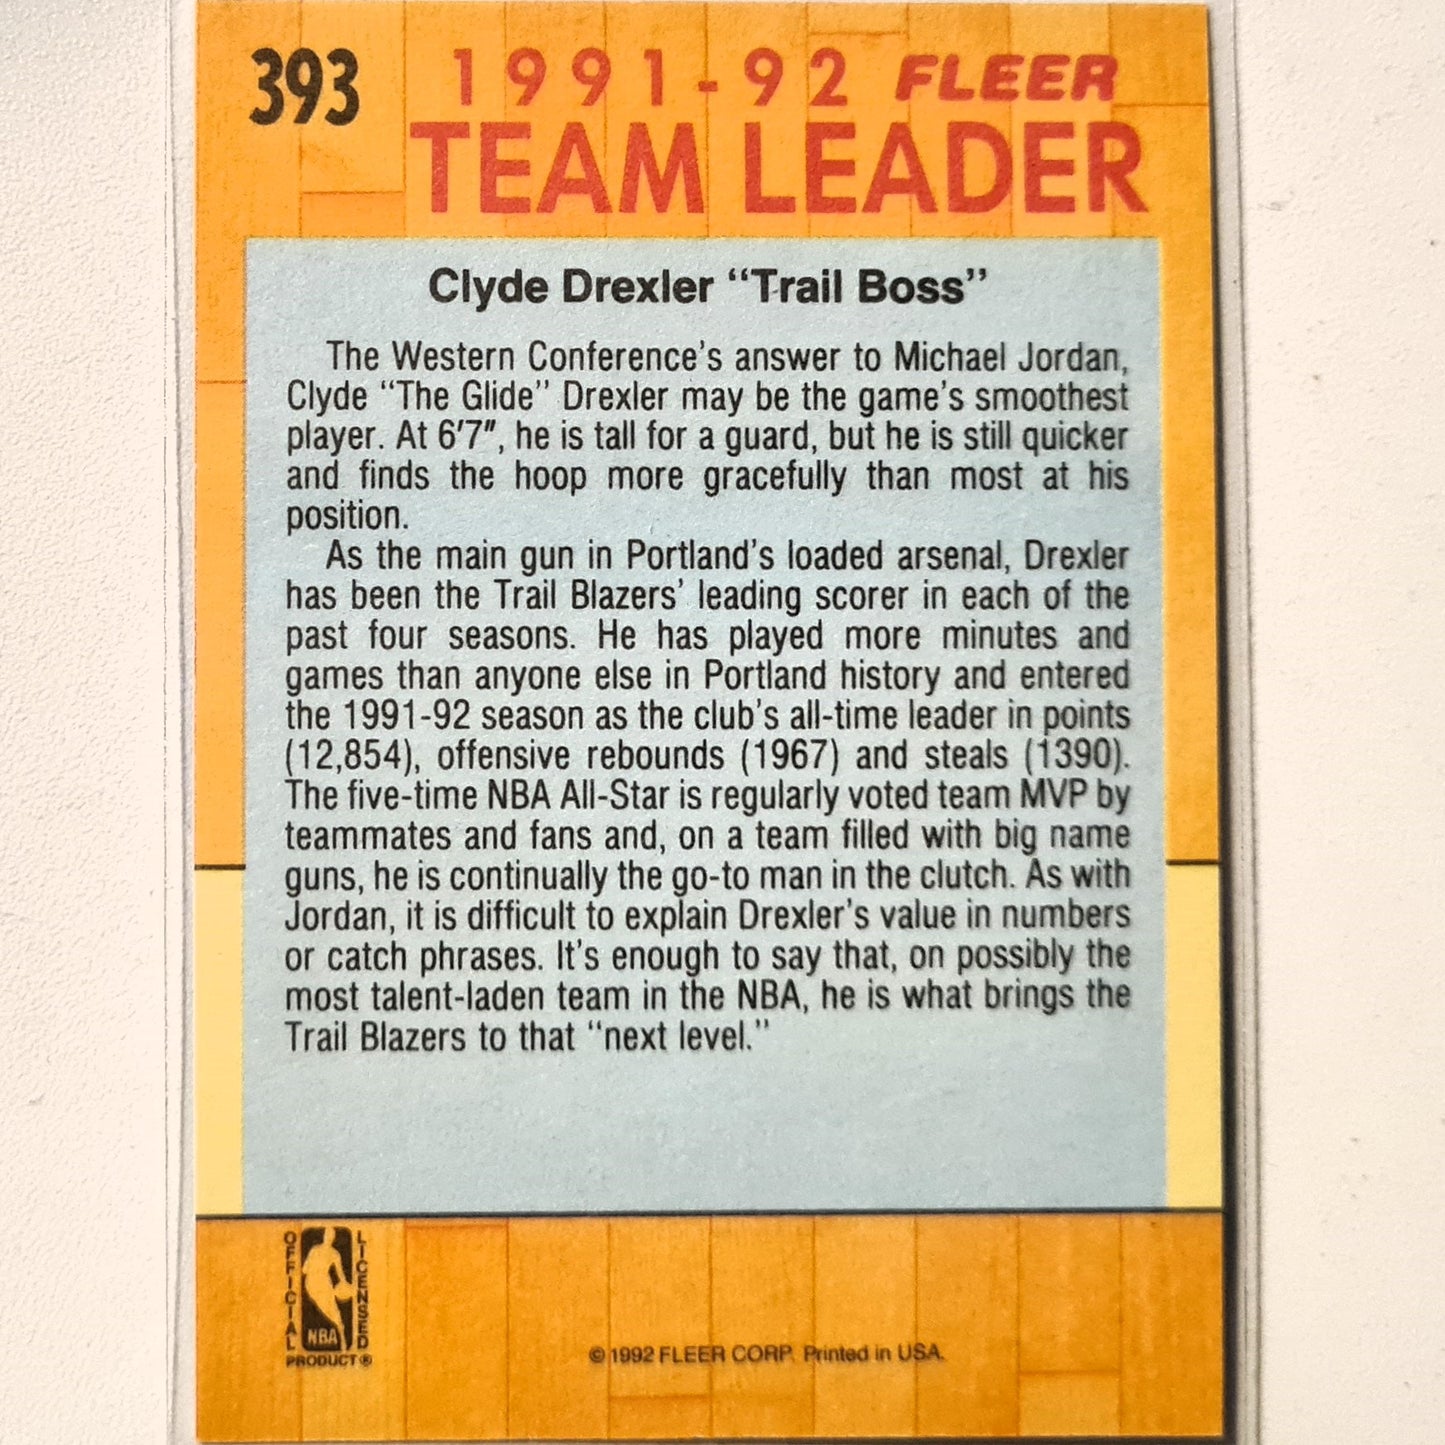 393
1991-92 FLEER
TEAM LEADER
Clyde Drexler “Trail Boss”
The Western Conference’s answer to Michael Jordan,
Clyde “The Glide” Drexler may be the game’s smoothest
player. At 6′7″, he is tall for a guard, but he is still quicker
and finds the hoop more gracefully than most at his
position.
As the main gun in Portland’s loaded arsenal, Drexler
has been the Trail Blazers’ leading scorer in each of the
past four seasons. He has played more minutes and
games than anyone else in Portland history and entered
the 1991-92 season as the club’s all-time leader in points
(12,854), offensive rebounds (1967) and steals (1390).
The five-time NBA All-Star is regularly voted team MVP by
teammates and fans and, on a team filled with big name
guns, he is continually the go-to man in the clutch. As with
Jordan, it is difficult to explain Drexler’s value in numbers
or catch phrases. It’s enough to say that, on possibly the
most talent-laden team in the NBA, he is what brings the
Trail Blazers to that “next level.”
OFFICIAL
LICENSED
NBA
PRODUCT®
© 1992 FLEER CORP. Printed in USA.